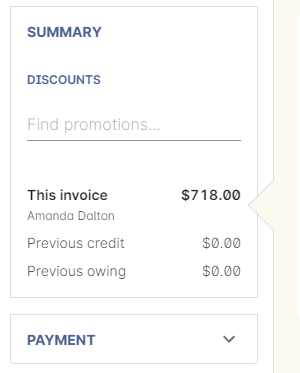 SUMMARY
DISCOUNTS
Find promotions...
This invoice $718.00
Amanda Dalton
Previous credit $0.00
Previous owing $0.00
PAYMENT